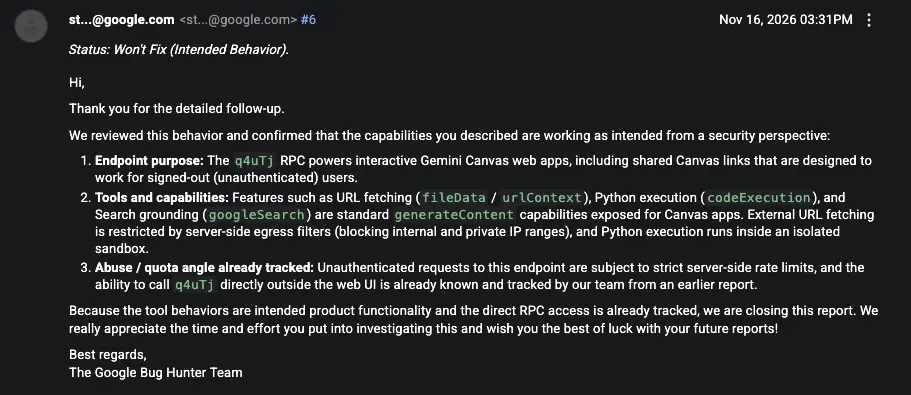 st...@google.com <st...@google.com> #6
Nov 16, 2026 03:31PM
Status: Won't Fix (Intended Behavior).
Hi,
Thank you for the detailed follow-up.
We reviewed this behavior and confirmed that the capabilities you described are working as intended from a security perspective:
1. Endpoint purpose: The q4uTj RPC powers interactive Gemini Canvas web apps, including shared Canvas links that are designed to
work for signed-out (unauthenticated) users.
2. Tools and capabilities: Features such as URL fetching (fileData / urlContext), Python execution (codeExecution), and
Search grounding (googleSearch) are standard generateContent capabilities exposed for Canvas apps. External URL fetching
is restricted by server-side egress filters (blocking internal and private IP ranges), and Python execution runs inside an isolated
sandbox.
3. Abuse / quota angle already tracked: Unauthenticated requests to this endpoint are subject to strict server-side rate limits, and the
ability to call q4uTj directly outside the web UI is already known and tracked by our team from an earlier report.
Because the tool behaviors are intended product functionality and the direct RPC access is already tracked, we are closing this report. We
really appreciate the time and effort you put into investigating this and wish you the best of luck with your future reports!
Best regards,
The Google Bug Hunter Team